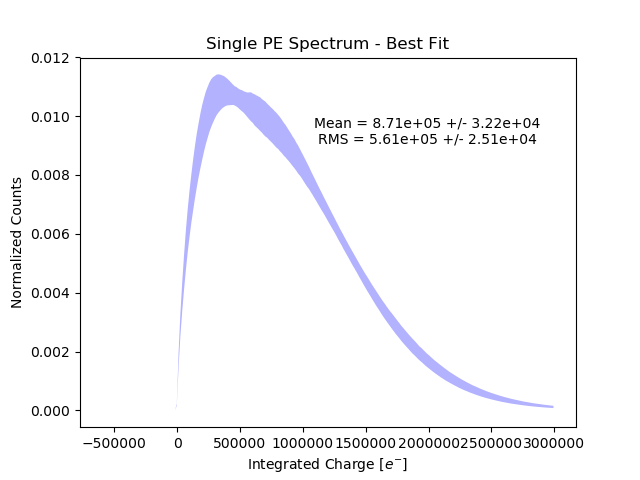 Single PE Spectrum - Best Fit
0.012
0.010
0.008
0.006
0.004
0.002
0.000
Normalized Counts
Mean = 8.71e+05 +/- 3.22e+04
RMS = 5.61e+05 +/- 2.51e+04
−500000 0 500000 1000000 1500000 2000000 2500000 3000000
Integrated Charge [e⁻]